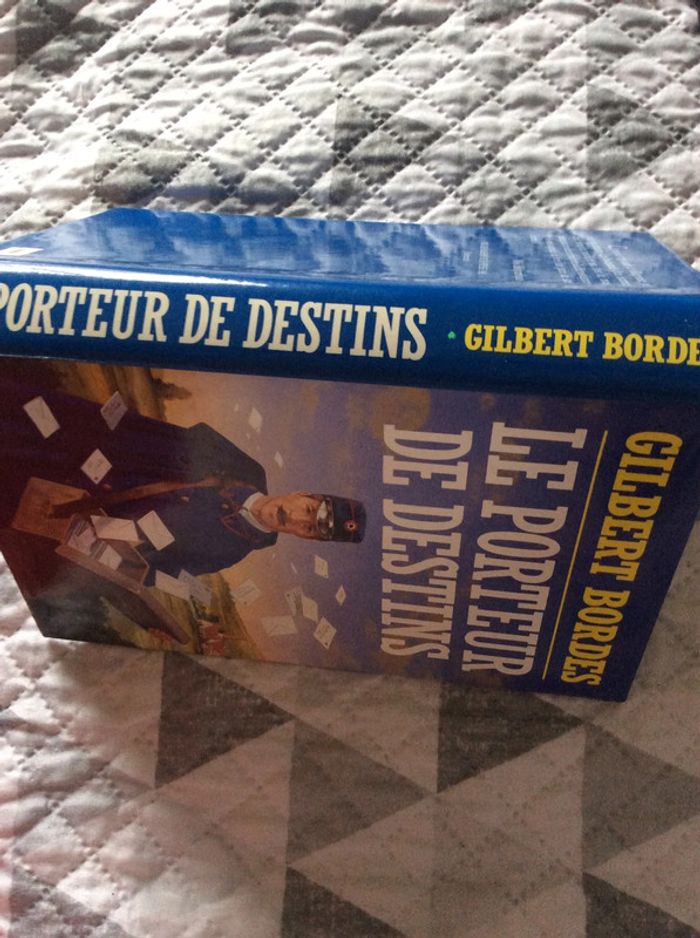 PORTEUR DE DESTINS · GILBERT BORDE
GILBERT BORDES
LE PORTEUR
DE DESTINS